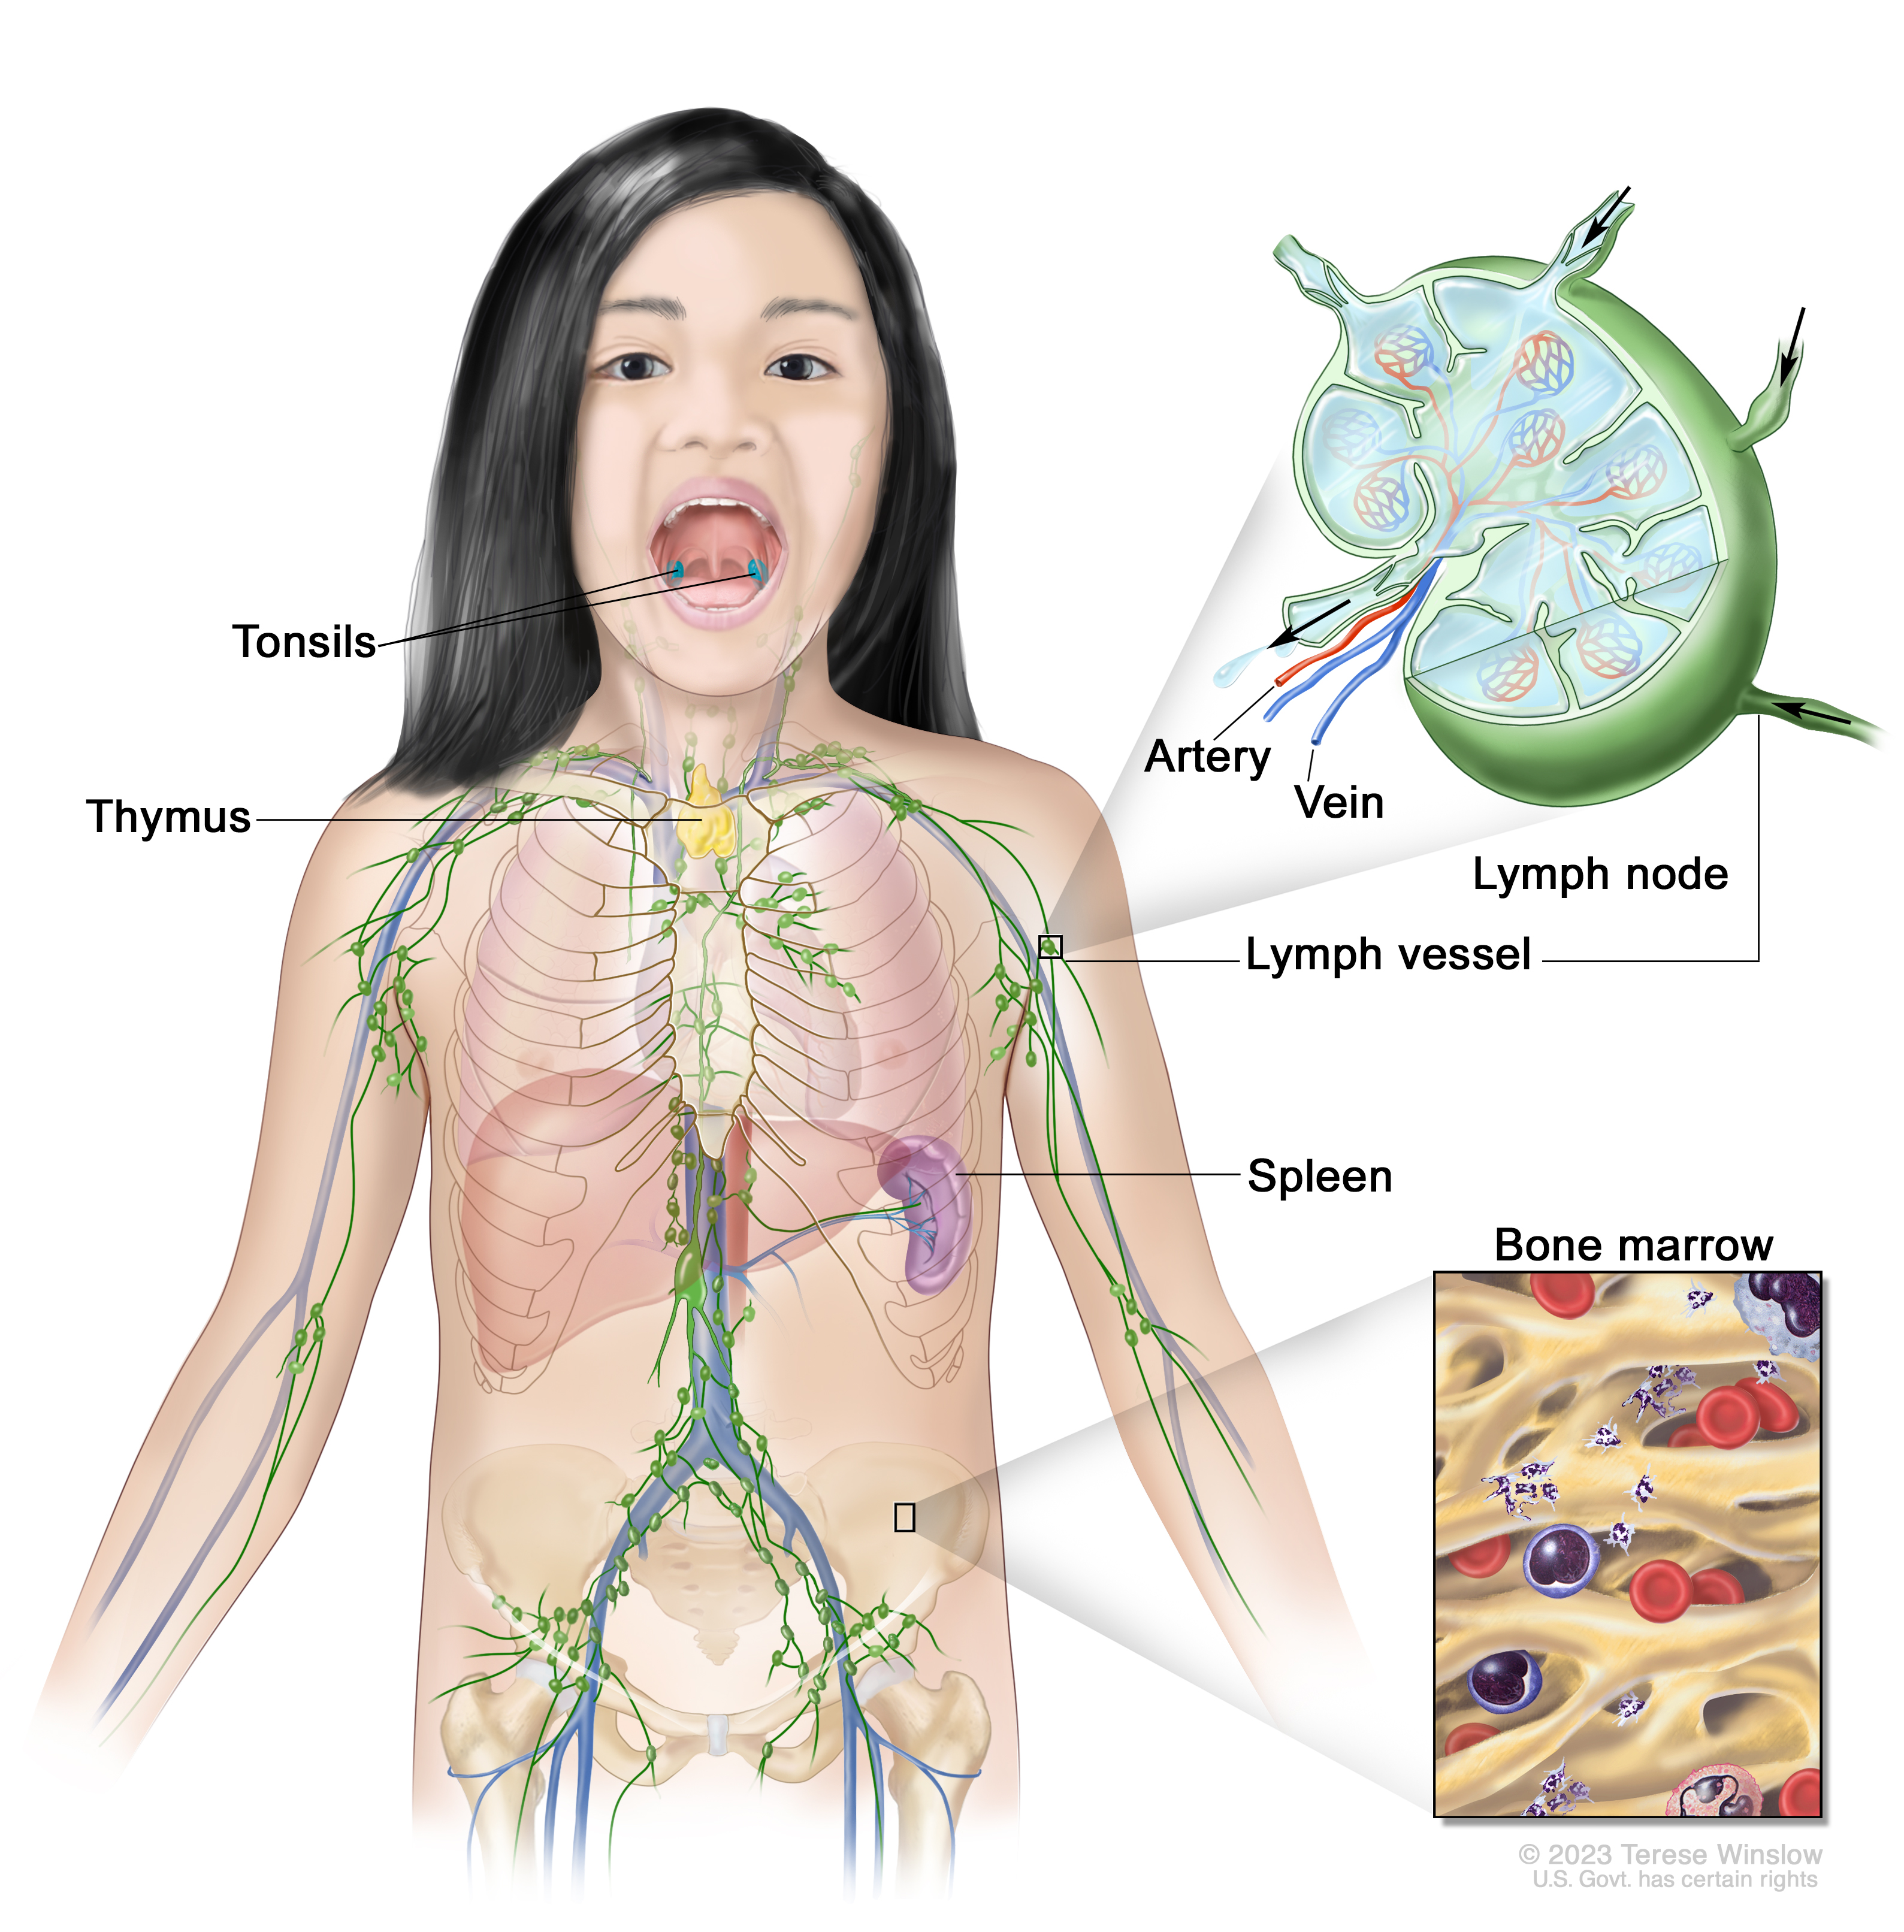 Tonsils
Thymus
Artery
Vein
Lymph node
Lymph vessel
Spleen
Bone marrow
© 2023 Terese Winslow
U.S. Govt. has certain rights